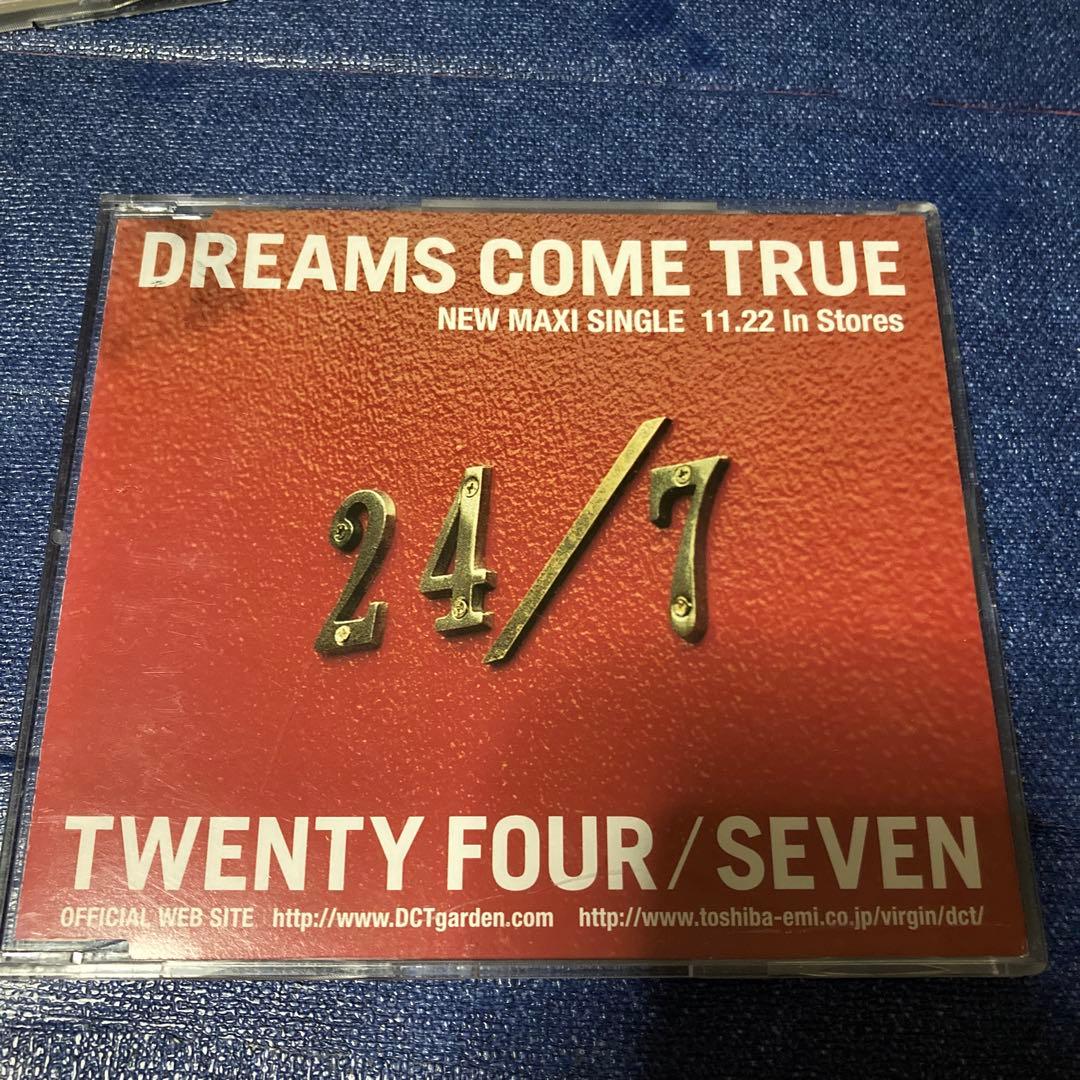 DREAMS COME TRUE
NEW MAXI SINGLE 11.22 In Stores
24/7
TWENTY FOUR / SEVEN
OFFICIAL WEB SITE http://www.DCTgarden.com http://www.toshiba-emi.co.jp/virgin/dct/